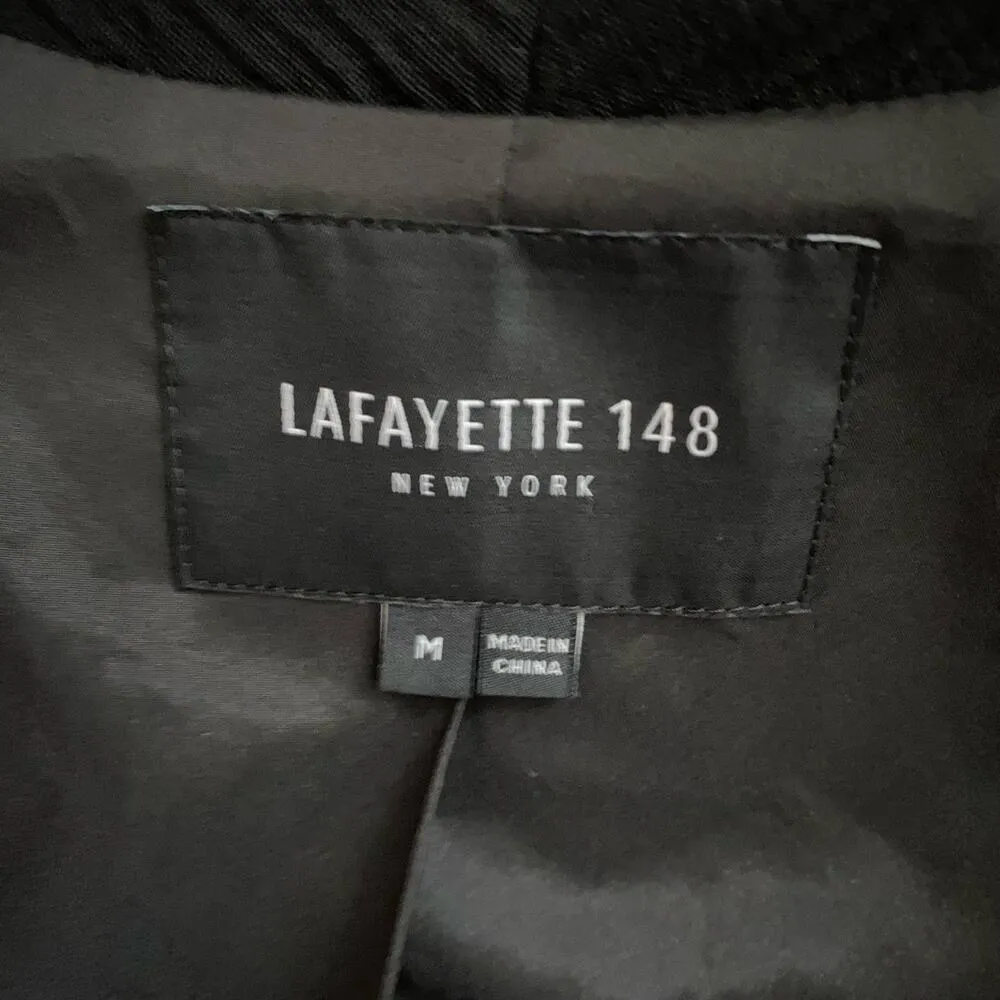 LAFAYETTE 148
NEW YORK
M
MADE IN
CHINA